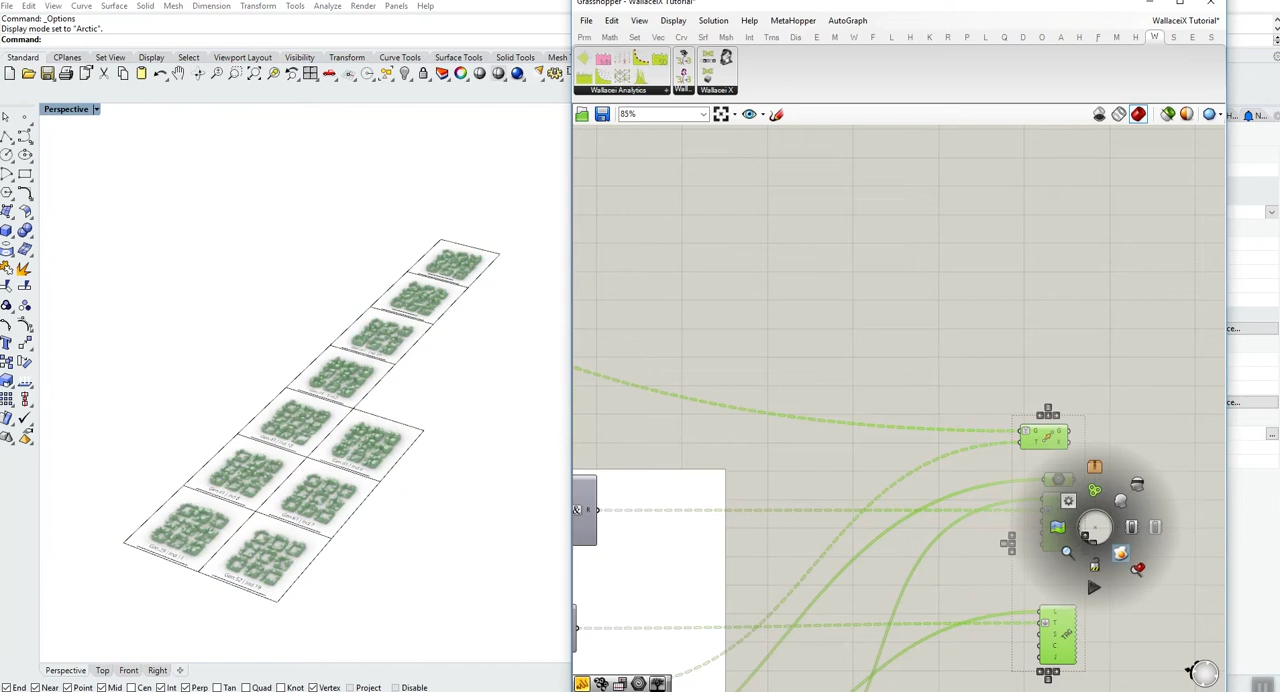 File Edit View Curve Surface Solid Mesh Dimension Transform Tools Analyze Render Panels Help
Command: _Options
Display mode set to "Arctic".
Command:
Standard CPlanes Set View Display Select Viewport Layout Visibility Transform Curve Tools Surface Tools Solid Tools Mesh
Perspective
Grasshopper - WallaceiX Tutorial*
File Edit View Display Solution Help MetaHopper AutoGraph WallaceiX Tutorial*
Prm Math Set Vec Crv Srf Msh Int Trns Dis E M W F L H K R J P L Q L D O A F M H W S E S
Wallacei Analytics + Wall.. Wallacei X
85%
G G
T X
& R
L
T
S
C
J
TAG
Perspective Top Front Right
End Near Point Mid Cen Int Perp Tan Quad Knot Vertex Project Disable